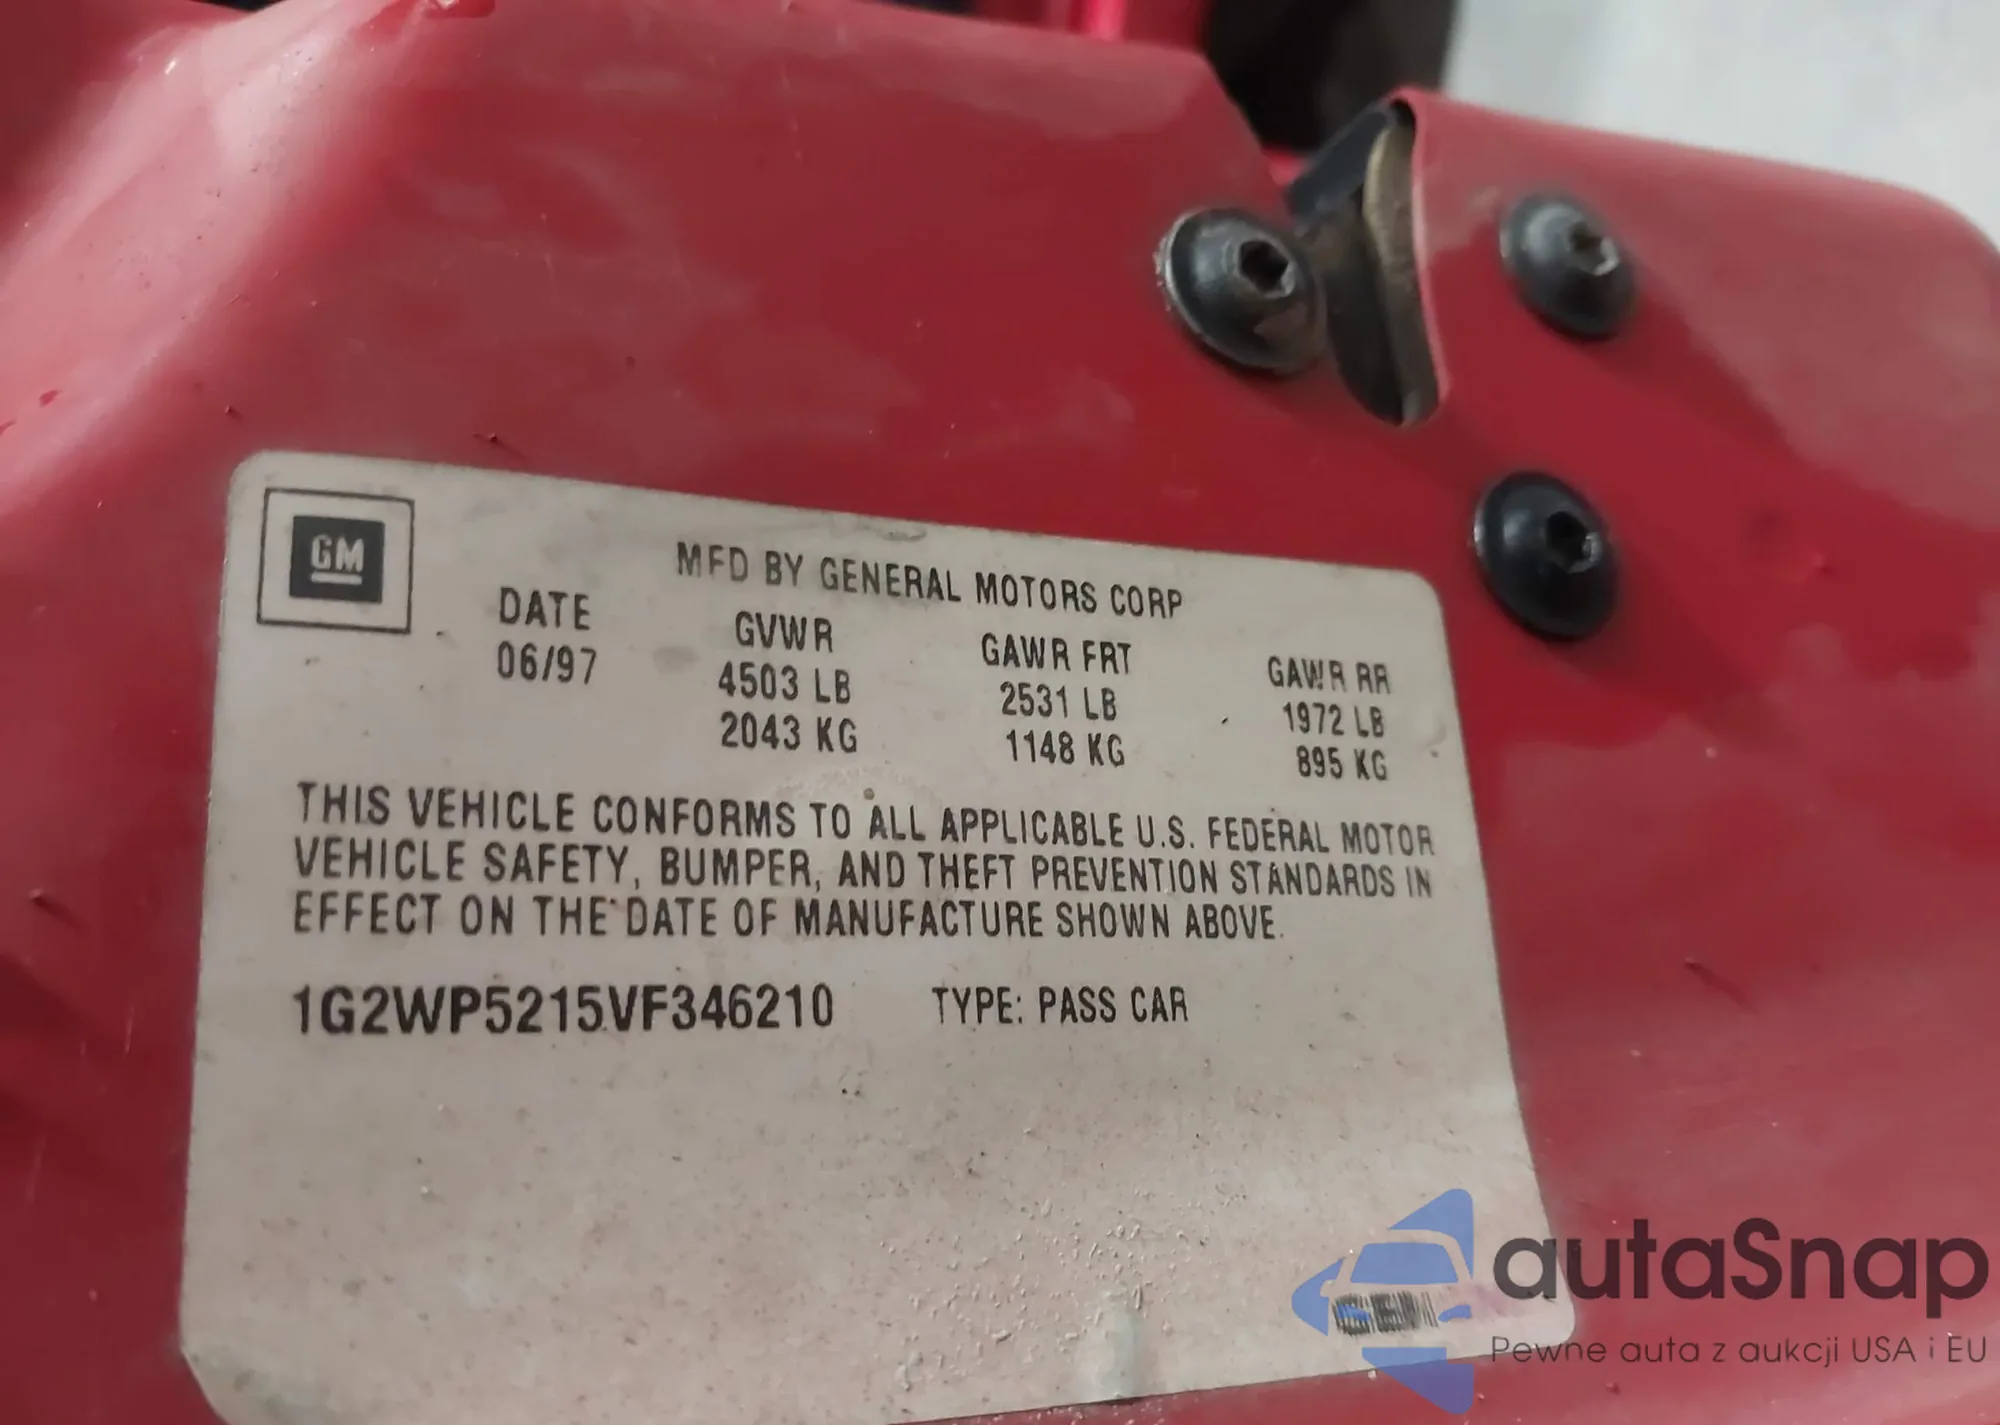 GM
MFD BY GENERAL MOTORS CORP
DATE GVWR GAWR FRT GAWR RR
06/97 4503 LB 2531 LB 1972 LB
2043 KG 1148 KG 895 KG
THIS VEHICLE CONFORMS TO ALL APPLICABLE U.S. FEDERAL MOTOR
VEHICLE SAFETY, BUMPER, AND THEFT PREVENTION STANDARDS IN
EFFECT ON THE DATE OF MANUFACTURE SHOWN ABOVE.
1G2WP5215VF346210 TYPE: PASS CAR
autaSnap
Pewne auta z aukcji USA i EU